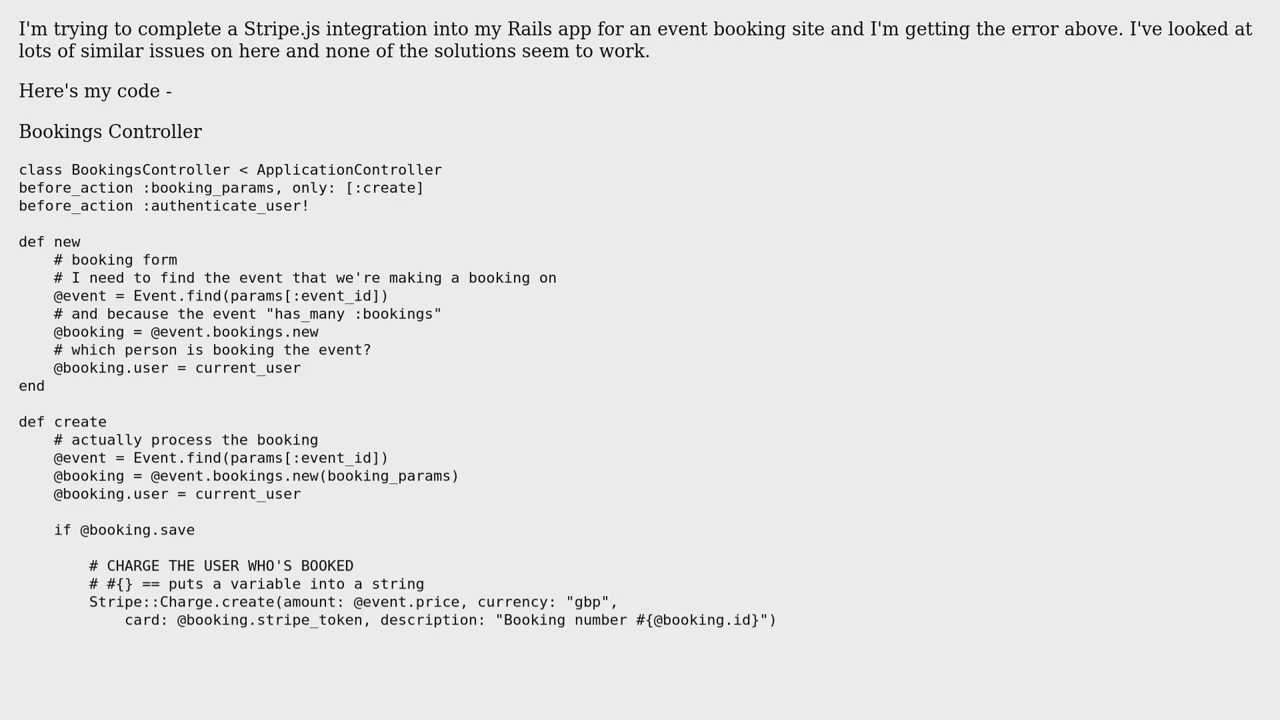 I'm trying to complete a Stripe.js integration into my Rails app for an event booking site and I'm getting the error above. I've looked at
lots of similar issues on here and none of the solutions seem to work.
Here's my code -
Bookings Controller
class BookingsController < ApplicationController
before_action :booking_params, only: [:create]
before_action :authenticate_user!
def new
    # booking form
    # I need to find the event that we're making a booking on
    @event = Event.find(params[:event_id])
    # and because the event "has_many :bookings"
    @booking = @event.bookings.new
    # which person is booking the event?
    @booking.user = current_user
end
def create
    # actually process the booking
    @event = Event.find(params[:event_id])
    @booking = @event.bookings.new(booking_params)
    @booking.user = current_user
    if @booking.save
        # CHARGE THE USER WHO'S BOOKED
        # #{} == puts a variable into a string
        Stripe::Charge.create(amount: @event.price, currency: "gbp",
            card: @booking.stripe_token, description: "Booking number #{@booking.id}")